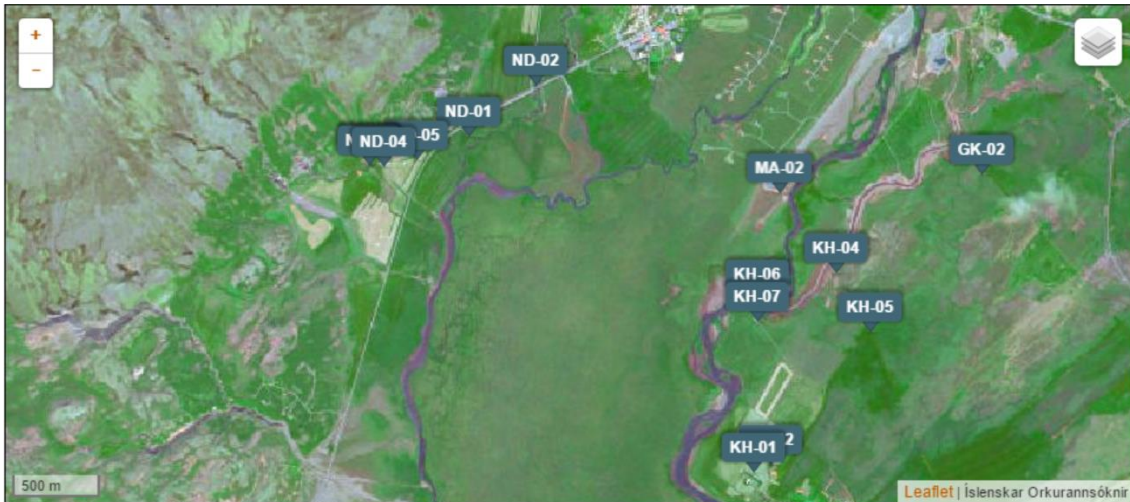 +
-
ND-02
ND-01
-05
N
ND-04
GK-02
MA-02
KH-04
KH-06
KH-07
KH-05
2
KH-01
500 m
Leaflet | Íslenskar Orkurannsóknir